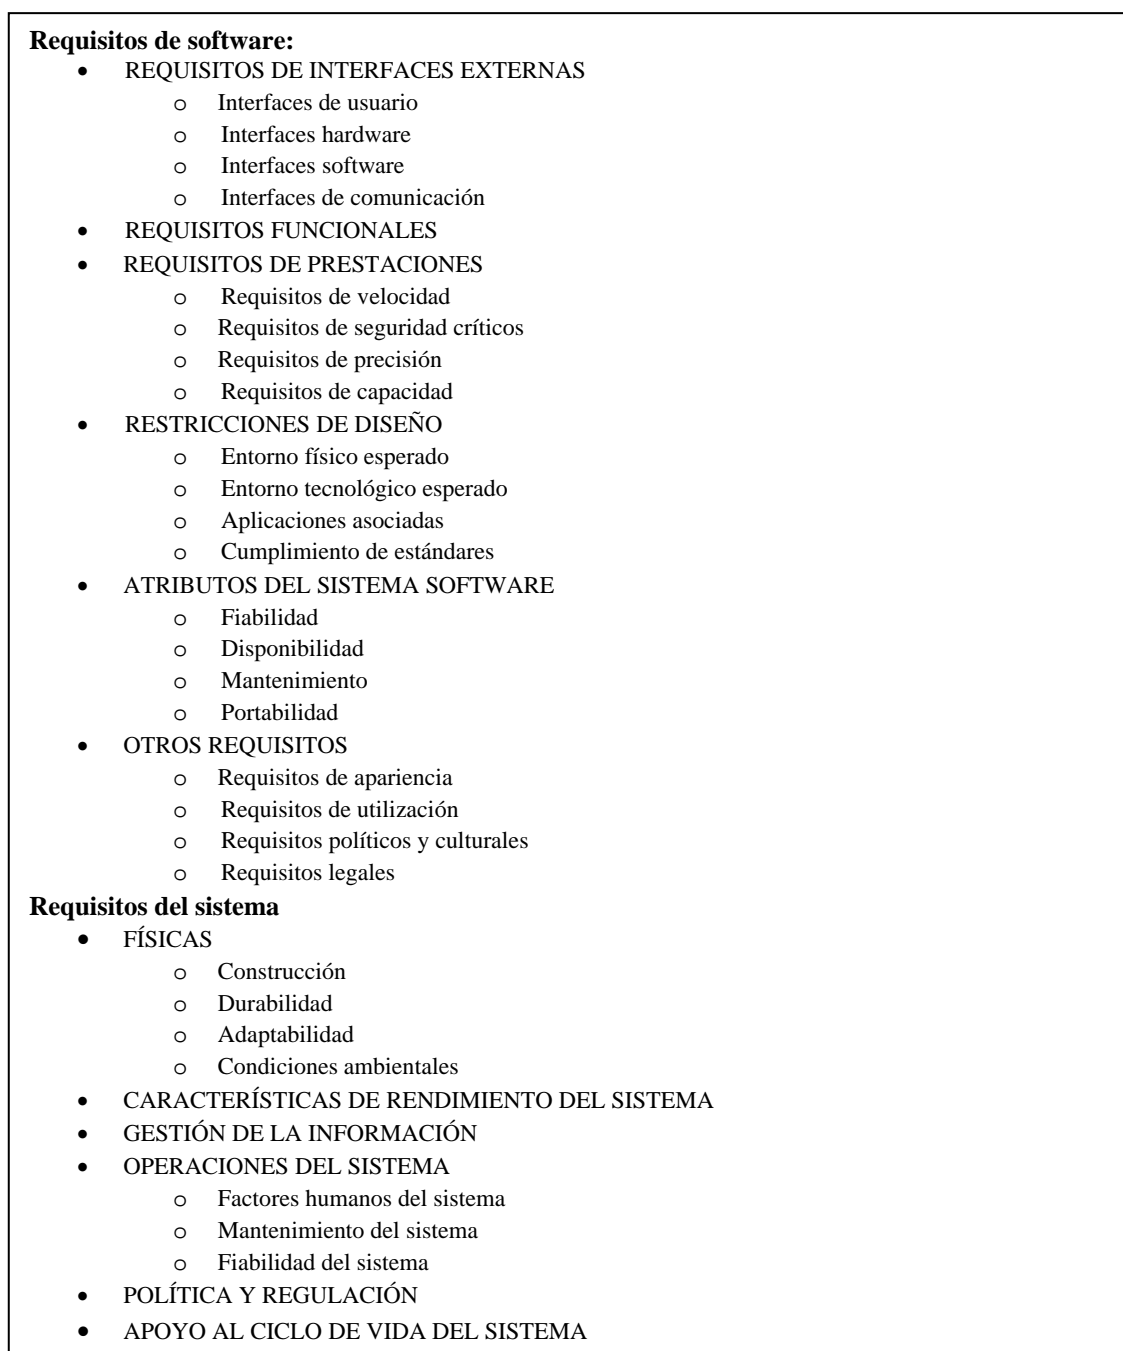 Requisitos de software:
• REQUISITOS DE INTERFACES EXTERNAS
o Interfaces de usuario
o Interfaces hardware
o Interfaces software
o Interfaces de comunicación
• REQUISITOS FUNCIONALES
• REQUISITOS DE PRESTACIONES
o Requisitos de velocidad
o Requisitos de seguridad críticos
o Requisitos de precisión
o Requisitos de capacidad
• RESTRICCIONES DE DISEÑO
o Entorno físico esperado
o Entorno tecnológico esperado
o Aplicaciones asociadas
o Cumplimiento de estándares
• ATRIBUTOS DEL SISTEMA SOFTWARE
o Fiabilidad
o Disponibilidad
o Mantenimiento
o Portabilidad
• OTROS REQUISITOS
o Requisitos de apariencia
o Requisitos de utilización
o Requisitos políticos y culturales
o Requisitos legales
Requisitos del sistema
• FÍSICAS
o Construcción
o Durabilidad
o Adaptabilidad
o Condiciones ambientales
• CARACTERÍSTICAS DE RENDIMIENTO DEL SISTEMA
• GESTIÓN DE LA INFORMACIÓN
• OPERACIONES DEL SISTEMA
o Factores humanos del sistema
o Mantenimiento del sistema
o Fiabilidad del sistema
• POLÍTICA Y REGULACIÓN
• APOYO AL CICLO DE VIDA DEL SISTEMA